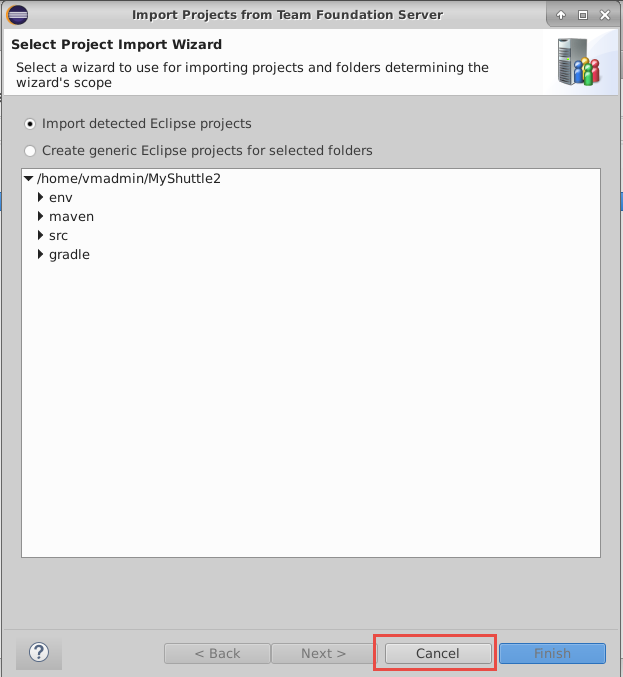 Import Projects from Team Foundation Server
Select Project Import Wizard
Select a wizard to use for importing projects and folders determining the
wizard's scope
Import detected Eclipse projects
Create generic Eclipse projects for selected folders
/home/vmadmin/MyShuttle2
env
maven
src
gradle
?
< Back
Next >
Cancel
Finish